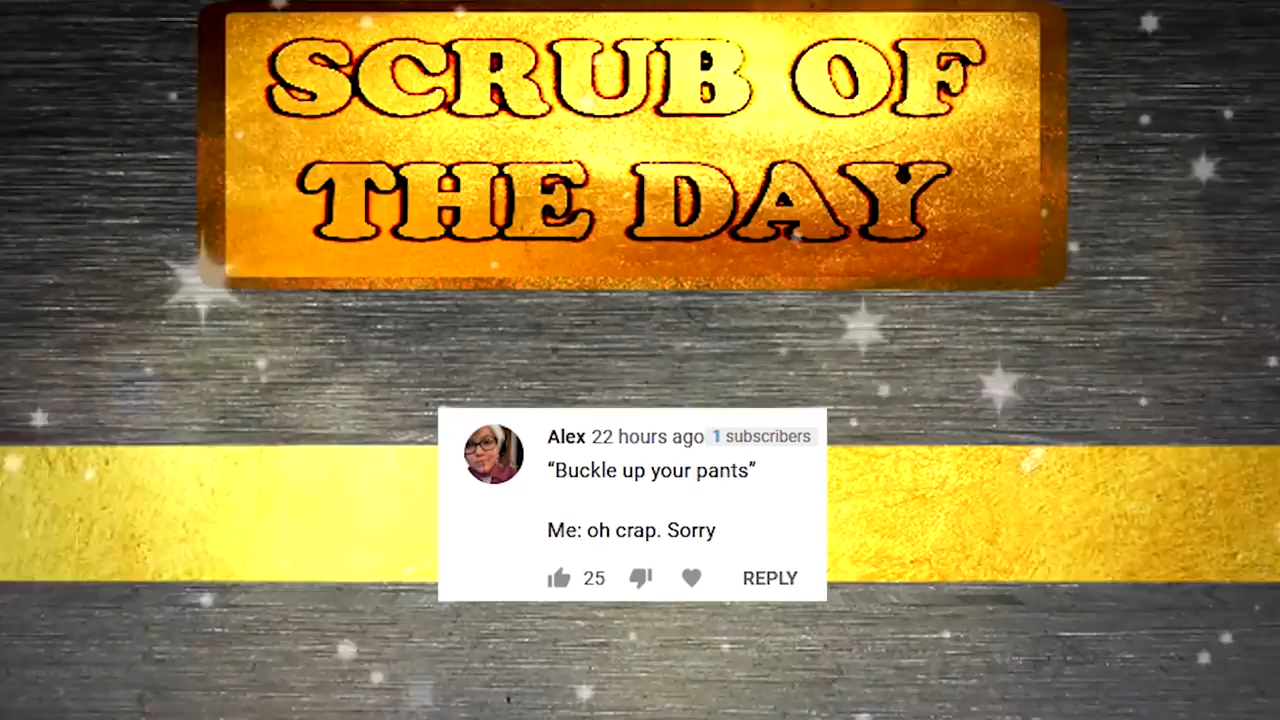 SCRUB OF
THE DAY
Alex 22 hours ago 1 subscribers
“Buckle up your pants”
Me: oh crap. Sorry
25 REPLY